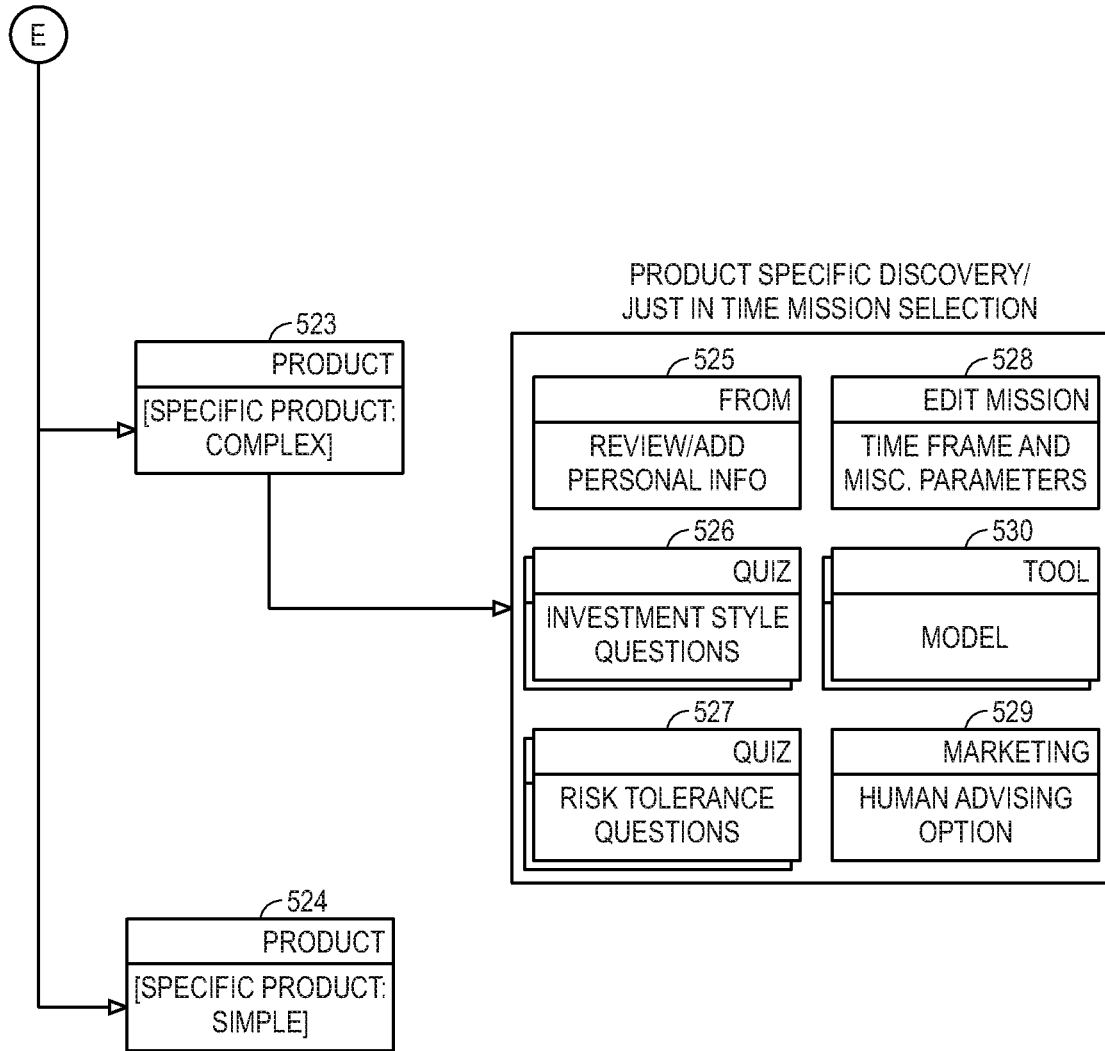 E
PRODUCT SPECIFIC DISCOVERY/
JUST IN TIME MISSION SELECTION
523
PRODUCT
[SPECIFIC PRODUCT:
COMPLEX]
525
FROM
REVIEW/ADD
PERSONAL INFO
528
EDIT MISSION
TIME FRAME AND
MISC. PARAMETERS
526
QUIZ
INVESTMENT STYLE
QUESTIONS
530
TOOL
MODEL
527
QUIZ
RISK TOLERANCE
QUESTIONS
529
MARKETING
HUMAN ADVISING
OPTION
524
PRODUCT
[SPECIFIC PRODUCT:
SIMPLE]